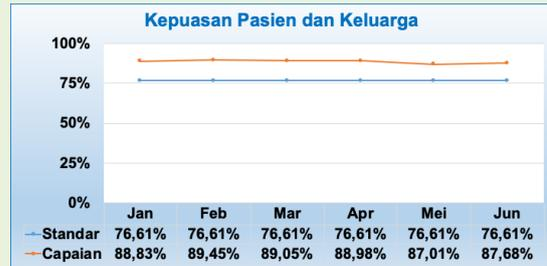 Kepuasan Pasien dan Keluarga
100%
75%
50%
25%
0%
Jan Feb Mar Apr Mei Jun
Standar 76,61% 76,61% 76,61% 76,61% 76,61% 76,61%
Capaian 88,83% 89,45% 89,05% 88,98% 87,01% 87,68%